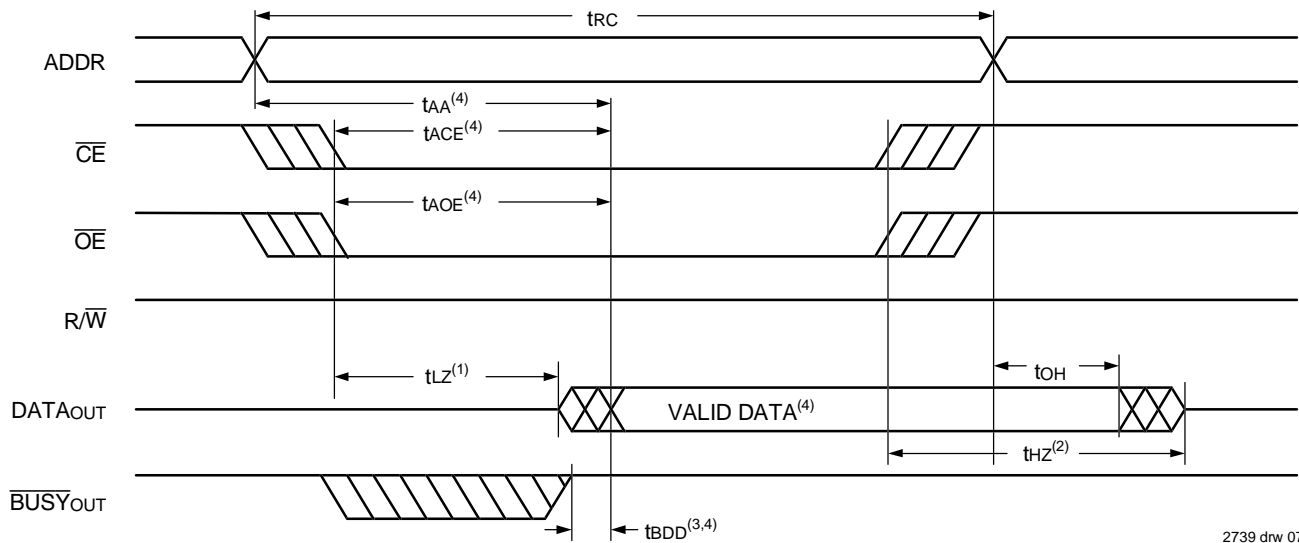 tRC
ADDR
tAA(4)
tACE(4)
CE
tAOE(4)
OE
R/W
tLZ(1)
tOH
DATAOUT
VALID DATA(4)
tHZ(2)
BUSYOUT
tBDD(3,4)
2739 drw 07